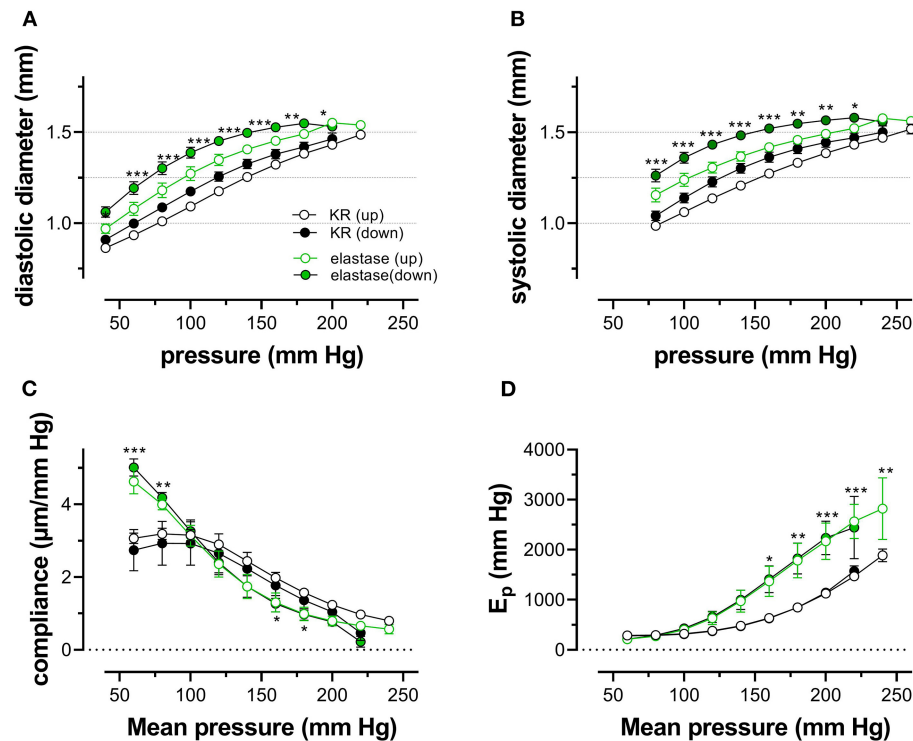 A
diastolic diameter (mm)
1.5
1.0
*** *** *** *** *** ** *
KR (up)
KR (down)
elastase (up)
elastase(down)
50 100 150 200 250
pressure (mm Hg)
B
systolic diameter (mm)
1.5
1.0
*** *** *** *** *** ** ** *
50 100 150 200 250
pressure (mm Hg)
C
compliance (µm/mm Hg)
4
2
0
*** **
* *
50 100 150 200 250
Mean pressure (mm Hg)
D
Ep (mm Hg)
4000
3000
2000
1000
0
* ** *** *** **
50 100 150 200 250
Mean pressure (mm Hg)